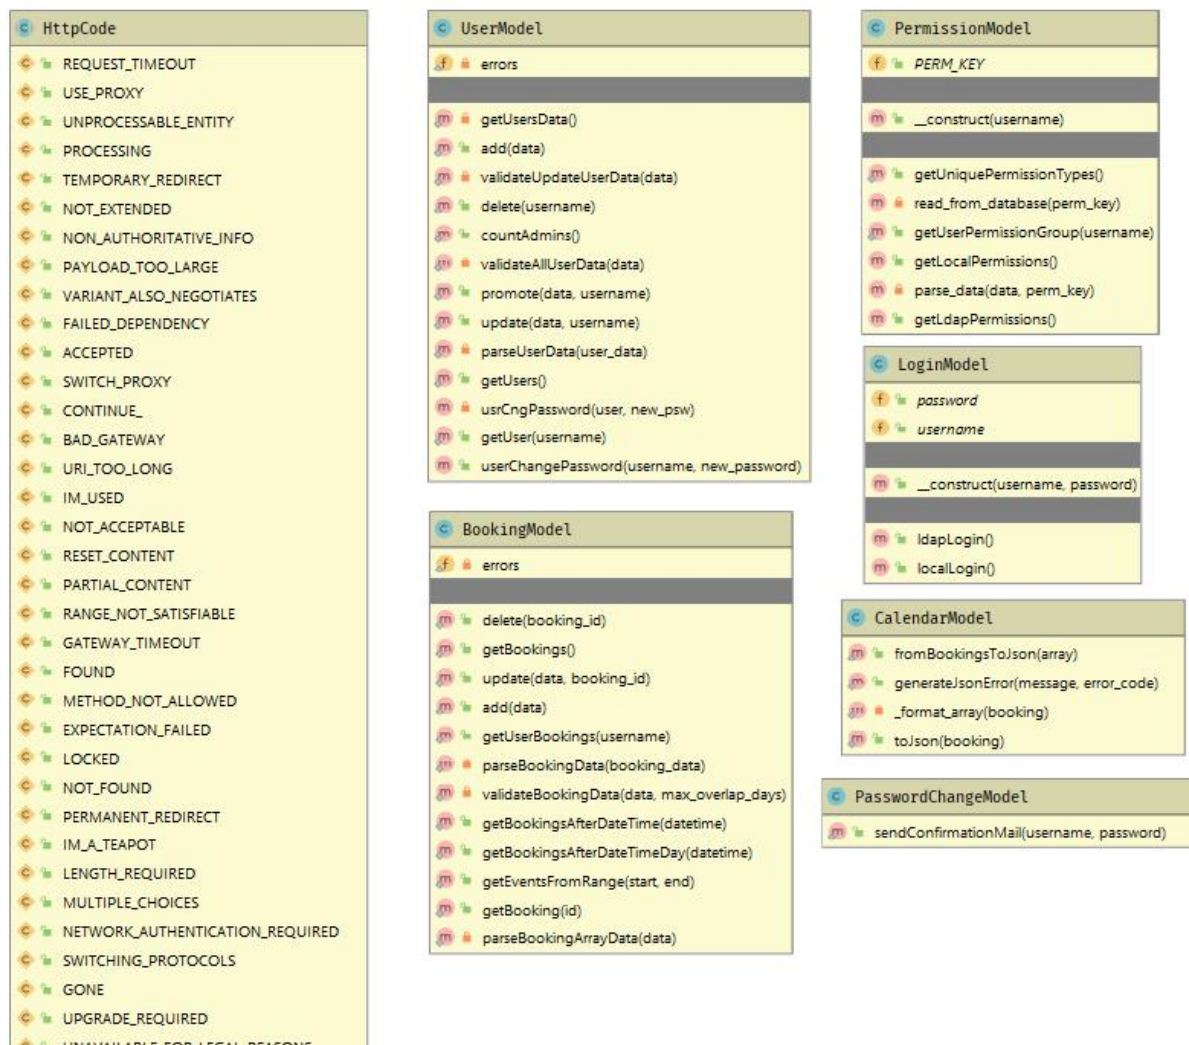 HttpCode
REQUEST_TIMEOUT
USE_PROXY
UNPROCESSABLE_ENTITY
PROCESSING
TEMPORARY_REDIRECT
NOT_EXTENDED
NON_AUTHORITATIVE_INFO
PAYLOAD_TOO_LARGE
VARIANT_ALSO_NEGOTIATES
FAILED_DEPENDENCY
ACCEPTED
SWITCH_PROXY
CONTINUE_
BAD_GATEWAY
URI_TOO_LONG
IM_USED
NOT_ACCEPTABLE
RESET_CONTENT
PARTIAL_CONTENT
RANGE_NOT_SATISFIABLE
GATEWAY_TIMEOUT
FOUND
METHOD_NOT_ALLOWED
EXPECTATION_FAILED
LOCKED
NOT_FOUND
PERMANENT_REDIRECT
IM_A_TEAPOT
LENGTH_REQUIRED
MULTIPLE_CHOICES
NETWORK_AUTHENTICATION_REQUIRED
SWITCHING_PROTOCOLS
GONE
UPGRADE_REQUIRED
UNAVAILABLE_FOR_LEGAL_REASONS
UserModel
errors
getUsersData()
add(data)
validateUpdateUserData(data)
delete(username)
countAdmins()
validateAllUserData(data)
promote(data, username)
update(data, username)
parseUserData(user_data)
getUsers()
usrCngPassword(user, new_psw)
getUser(username)
userChangePassword(username, new_password)
BookingModel
errors
delete(booking_id)
getBookings()
update(data, booking_id)
add(data)
getUserBookings(username)
parseBookingData(booking_data)
validateBookingData(data, max_overlap_days)
getBookingsAfterDateTime(datetime)
getBookingsAfterDateTimeDay(datetime)
getEventsFromRange(start, end)
getBooking(id)
parseBookingArrayData(data)
PermissionModel
PERM_KEY
__construct(username)
getUniquePermissionTypes()
read_from_database(perm_key)
getUserPermissionGroup(username)
getLocalPermissions()
parse_data(data, perm_key)
getLdapPermissions()
LoginModel
password
username
__construct(username, password)
ldapLogin()
localLogin()
CalendarModel
fromBookingsToJson(array)
generateJsonError(message, error_code)
_format_array(booking)
toJson(booking)
PasswordChangeModel
sendConfirmationMail(username, password)